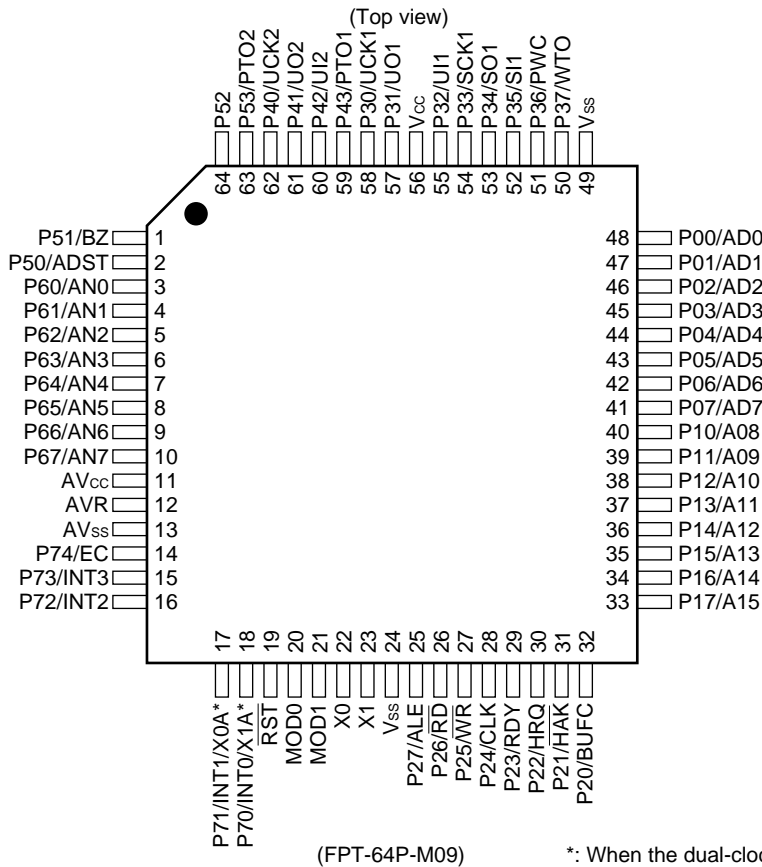 (Top view)
P52
P53/PTO2
P40/UCK2
P41/UO2
P42/UI2
P43/PTO1
P30/UCK1
P31/UO1
Vcc
P32/UI1
P33/SCK1
P34/SO1
P35/SI1
P36/PWC
P37/WTO
Vss
64 63 62 61 60 59 58 57 56 55 54 53 52 51 50 49
P51/BZ 1
P50/ADST 2
P60/AN0 3
P61/AN1 4
P62/AN2 5
P63/AN3 6
P64/AN4 7
P65/AN5 8
P66/AN6 9
P67/AN7 10
AVcc 11
AVR 12
AVss 13
P74/EC 14
P73/INT3 15
P72/INT2 16
48 P00/AD0
47 P01/AD1
46 P02/AD2
45 P03/AD3
44 P04/AD4
43 P05/AD5
42 P06/AD6
41 P07/AD7
40 P10/A08
39 P11/A09
38 P12/A10
37 P13/A11
36 P14/A12
35 P15/A13
34 P16/A14
33 P17/A15
17 18 19 20 21 22 23 24 25 26 27 28 29 30 31 32
P71/INT1/X0A*
P70/INT0/X1A*
RST
MOD0
MOD1
X0
X1
Vss
P27/ALE
P26/RD
P25/WR
P24/CLK
P23/RDY
P22/HRQ
P21/HAK
P20/BUFC
(FPT-64P-M09)
*: When the dual-cloc